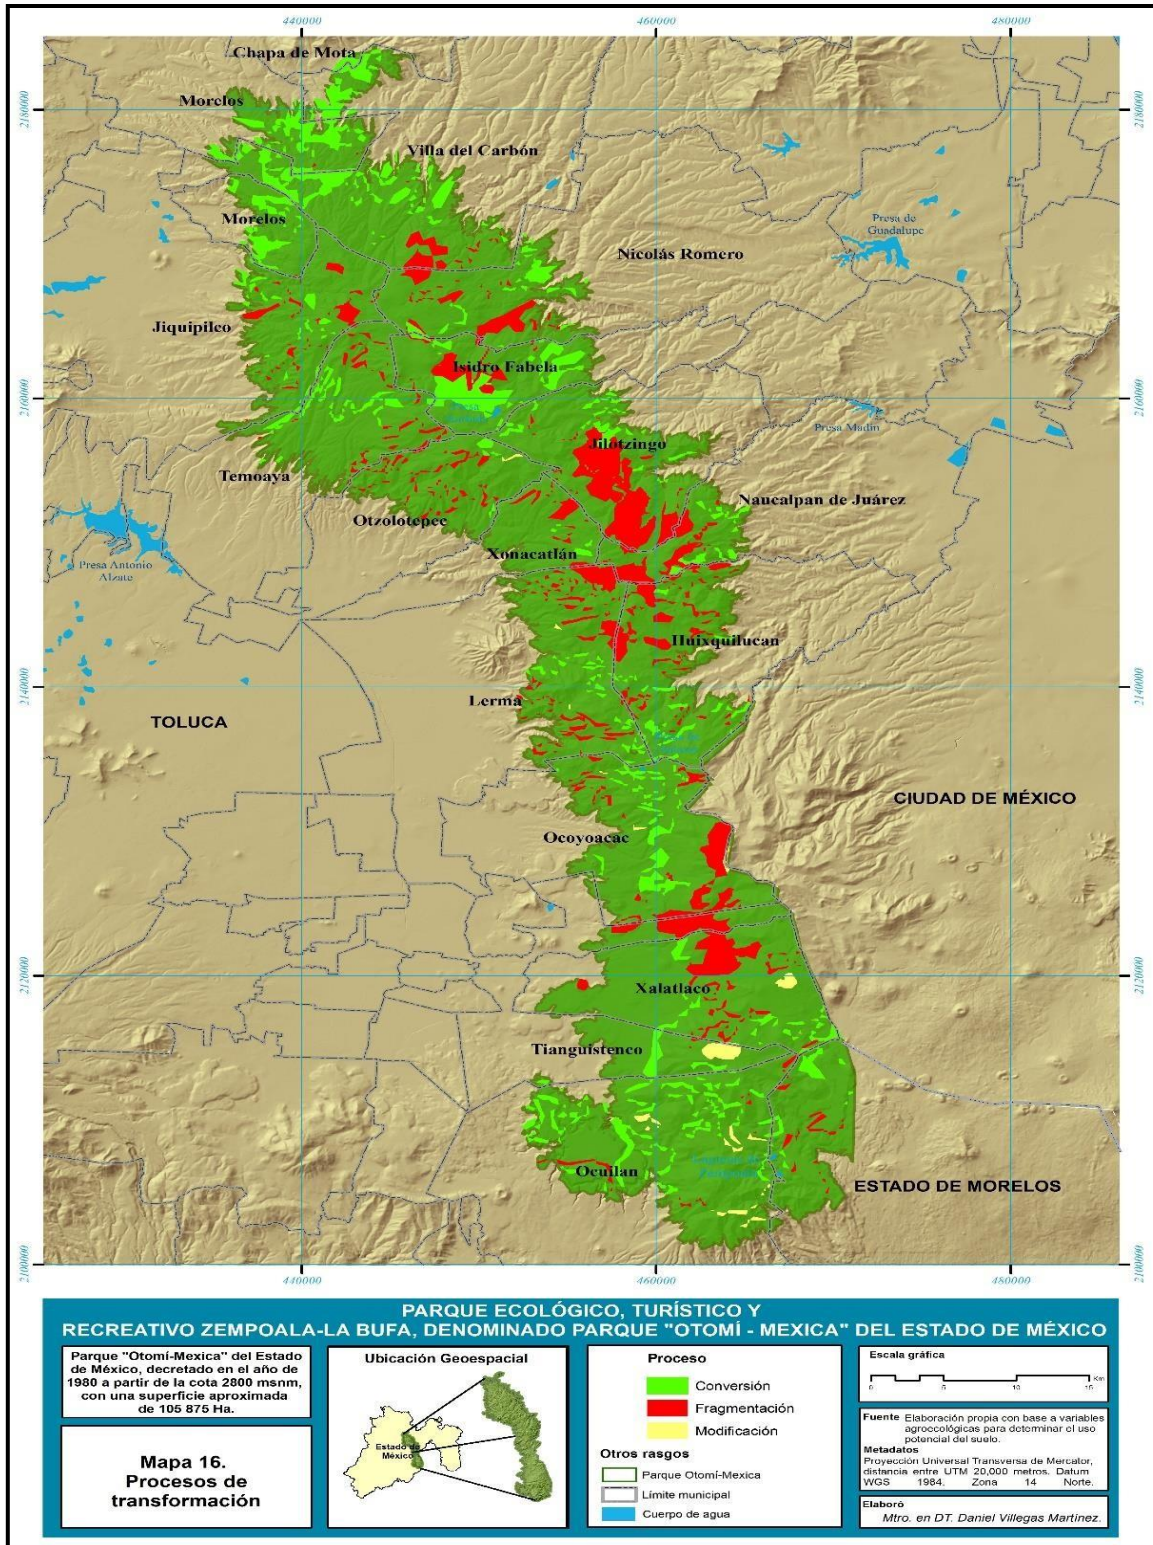 440000
460000
480000
Chapa de Mota
Morelos
2180000
2180000
Villa del Carbón
Morelos
Presa de
Guadalupe
Nicolás Romero
Jiquipilco
Isidro Fabela
2160000
2160000
Presa Madín
Jilotzingo
Temoaya
Naucalpan de Juárez
Otzolotepec
Xonacatlán
Presa Antonio
Alzate
Huixquilucan
2140000
2140000
Lerma
TOLUCA
CIUDAD DE MÉXICO
Ocoyoacac
2120000
2120000
Xalatlaco
Tianguistenco
Ocuilan
ESTADO DE MORELOS
2100000
2100000
440000
460000
480000
PARQUE ECOLÓGICO, TURÍSTICO Y
RECREATIVO ZEMPOALA-LA BUFA, DENOMINADO PARQUE "OTOMÍ - MEXICA" DEL ESTADO DE MÉXICO
Parque "Otomí-Mexica" del Estado
de México, decretado en el año de
1980 a partir de la cota 2800 msnm,
con una superficie aproximada
de 105 875 Ha.
Mapa 16.
Procesos de
transformación
Ubicación Geoespacial
Estado de
México
Proceso
Conversión
Fragmentación
Modificación
Otros rasgos
Parque Otomí-Mexica
Límite municipal
Cuerpo de agua
Escala gráfica
Km
0 5 10 15
Fuente Elaboración propia con base a variables
agroecológicas para determinar el uso
potencial del suelo.
Metadatos
Proyección Universal Transversa de Mercator,
distancia entre UTM 20,000 metros. Datum
WGS 1984. Zona 14 Norte.
Elaboró
Mtro. en DT. Daniel Villegas Martínez.